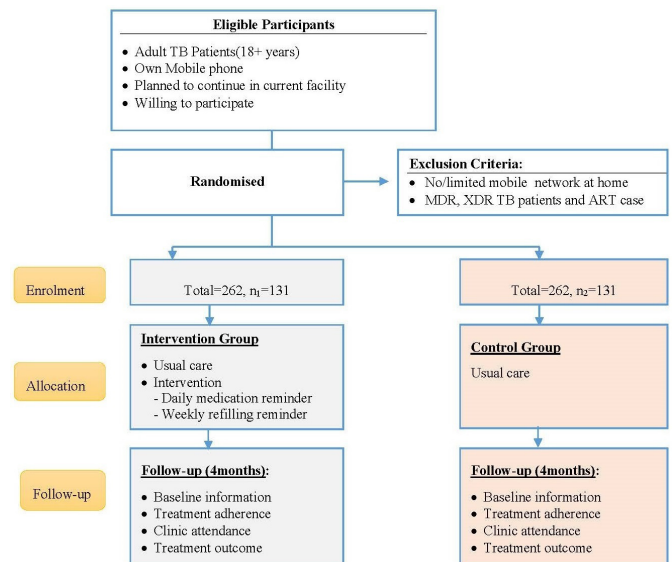 Eligible Participants
• Adult TB Patients(18+ years)
• Own Mobile phone
• Planned to continue in current facility
• Willing to participate
Randomised
Exclusion Criteria:
• No/limited mobile network at home
• MDR, XDR TB patients and ART case
Enrolment
Total=262, n₁=131
Total=262, n₂=131
Allocation
Intervention Group
• Usual care
• Intervention
- Daily medication reminder
- Weekly refilling reminder
Control Group
Usual care
Follow-up
Follow-up (4months):
• Baseline information
• Treatment adherence
• Clinic attendance
• Treatment outcome
Follow-up (4months):
• Baseline information
• Treatment adherence
• Clinic attendance
• Treatment outcome